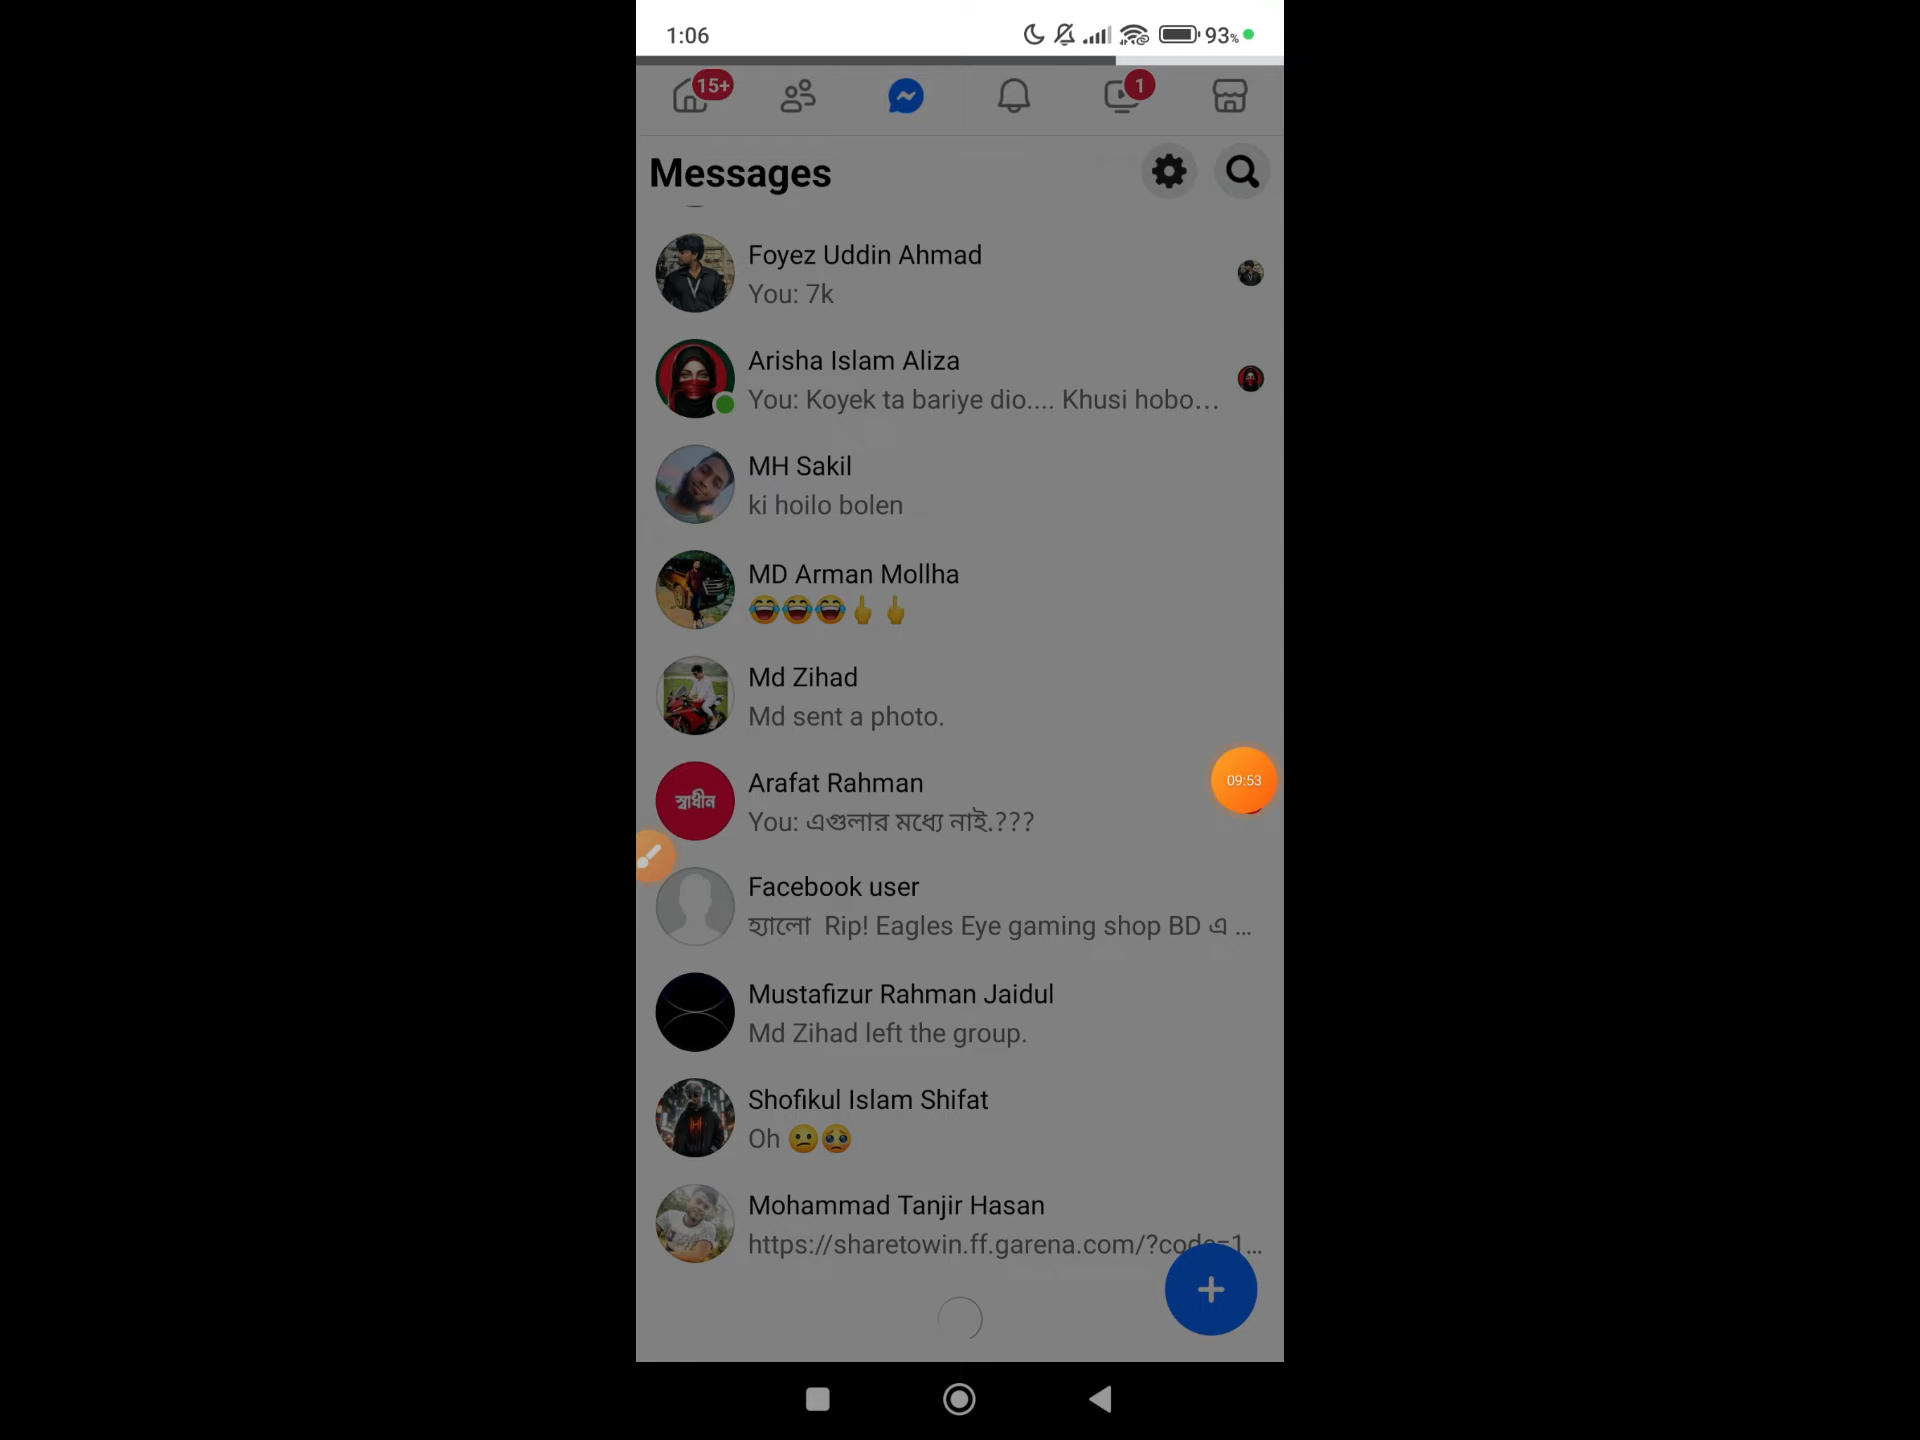 1:06
93%
15+
1
Messages
Foyez Uddin Ahmad
You: 7k
Arisha Islam Aliza
You: Koyek ta bariye dio.... Khusi hobo...
MH Sakil
ki hoilo bolen
MD Arman Mollha
😂😂😂🖕🖕
Md Zihad
Md sent a photo.
09:53
স্বাধীন
Arafat Rahman
You: এগুলার মধ্যে নাই.???
Facebook user
হ্যালো Rip! Eagles Eye gaming shop BD এ ...
Mustafizur Rahman Jaidul
Md Zihad left the group.
Shofikul Islam Shifat
Oh 😕🥺
Mohammad Tanjir Hasan
https://sharetowin.ff.garena.com/?code=1...